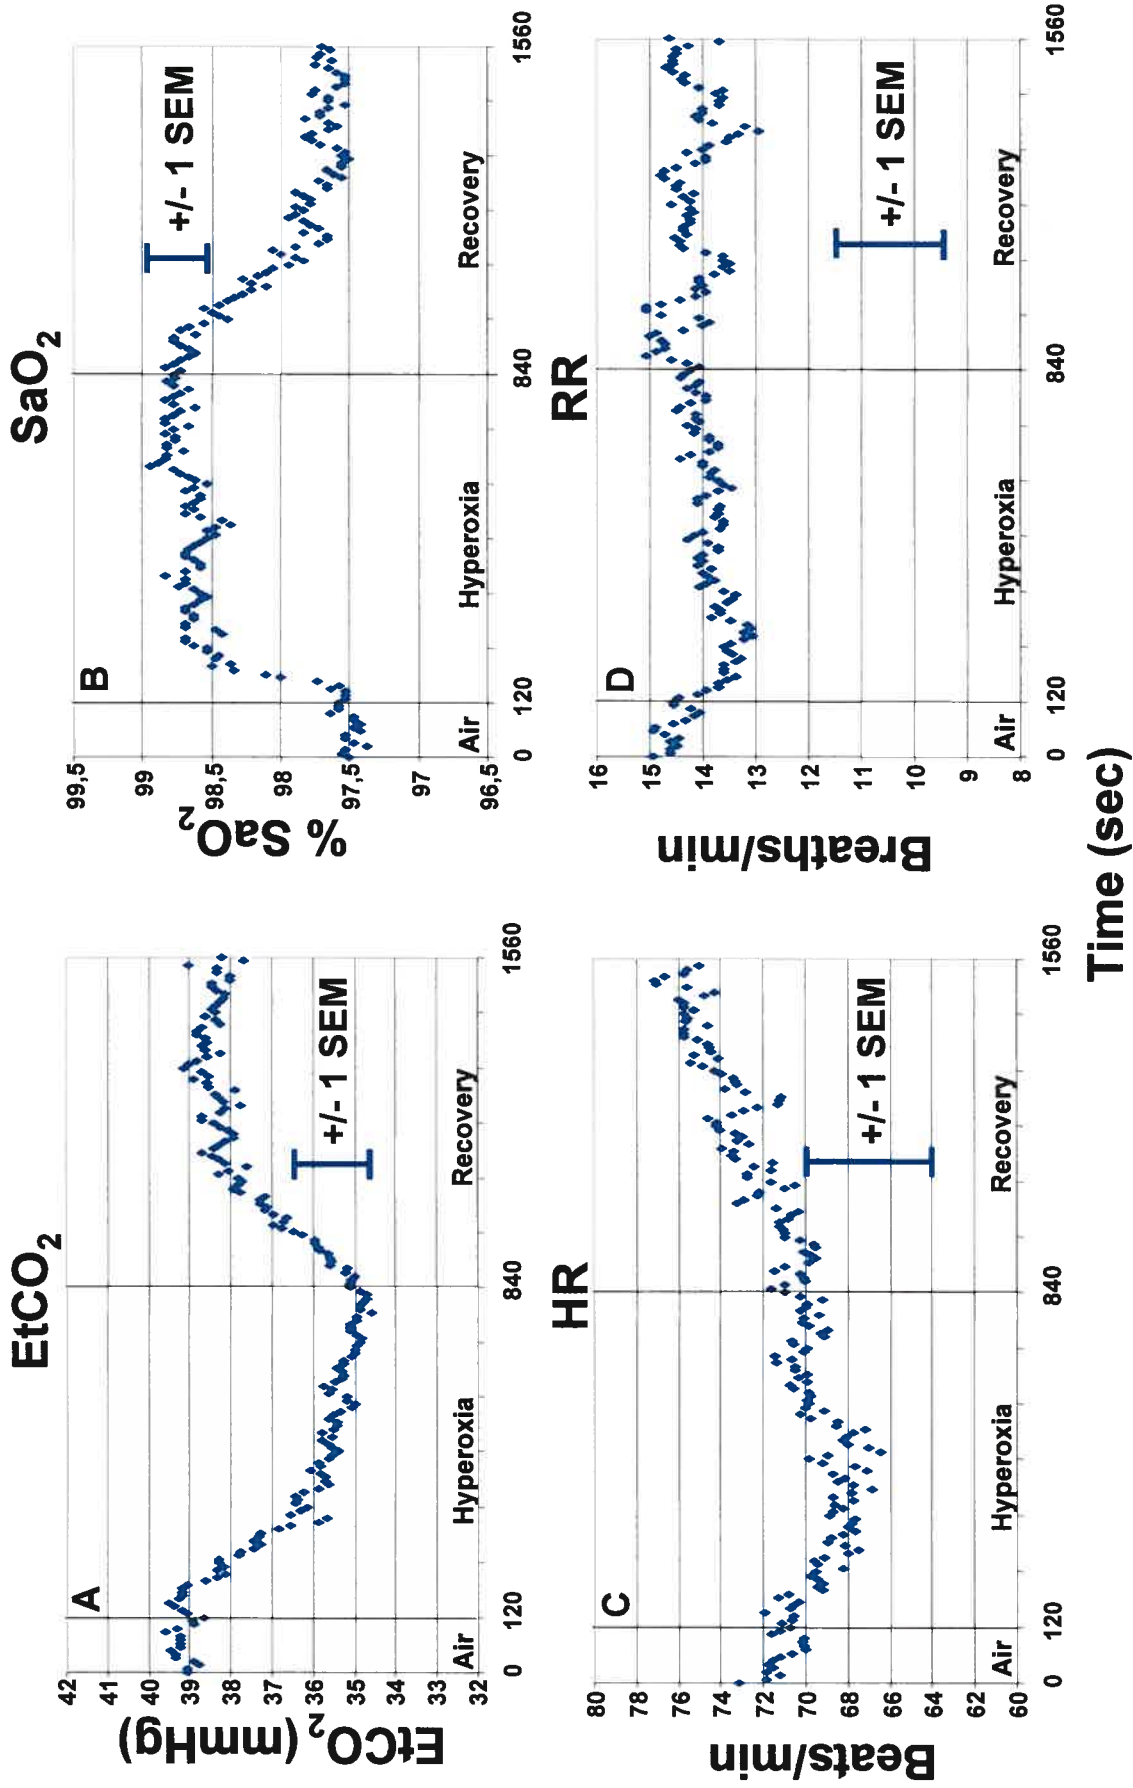 EtCO2
A
EtCO2 (mmHg)
42
41
40
39
38
37
36
35
34
33
32
+/- 1 SEM
Air
Hyperoxia
Recovery
0
120
840
1560
SaO2
B
% SaO2
99,5
99
98,5
98
97,5
97
96,5
+/- 1 SEM
Air
Hyperoxia
Recovery
0
120
840
1560
HR
C
Beats/min
80
78
76
74
72
70
68
66
64
62
60
+/- 1 SEM
Air
Hyperoxia
Recovery
0
120
840
1560
RR
D
Breaths/min
16
15
14
13
12
11
10
9
8
+/- 1 SEM
Air
Hyperoxia
Recovery
0
120
840
1560
Time (sec)